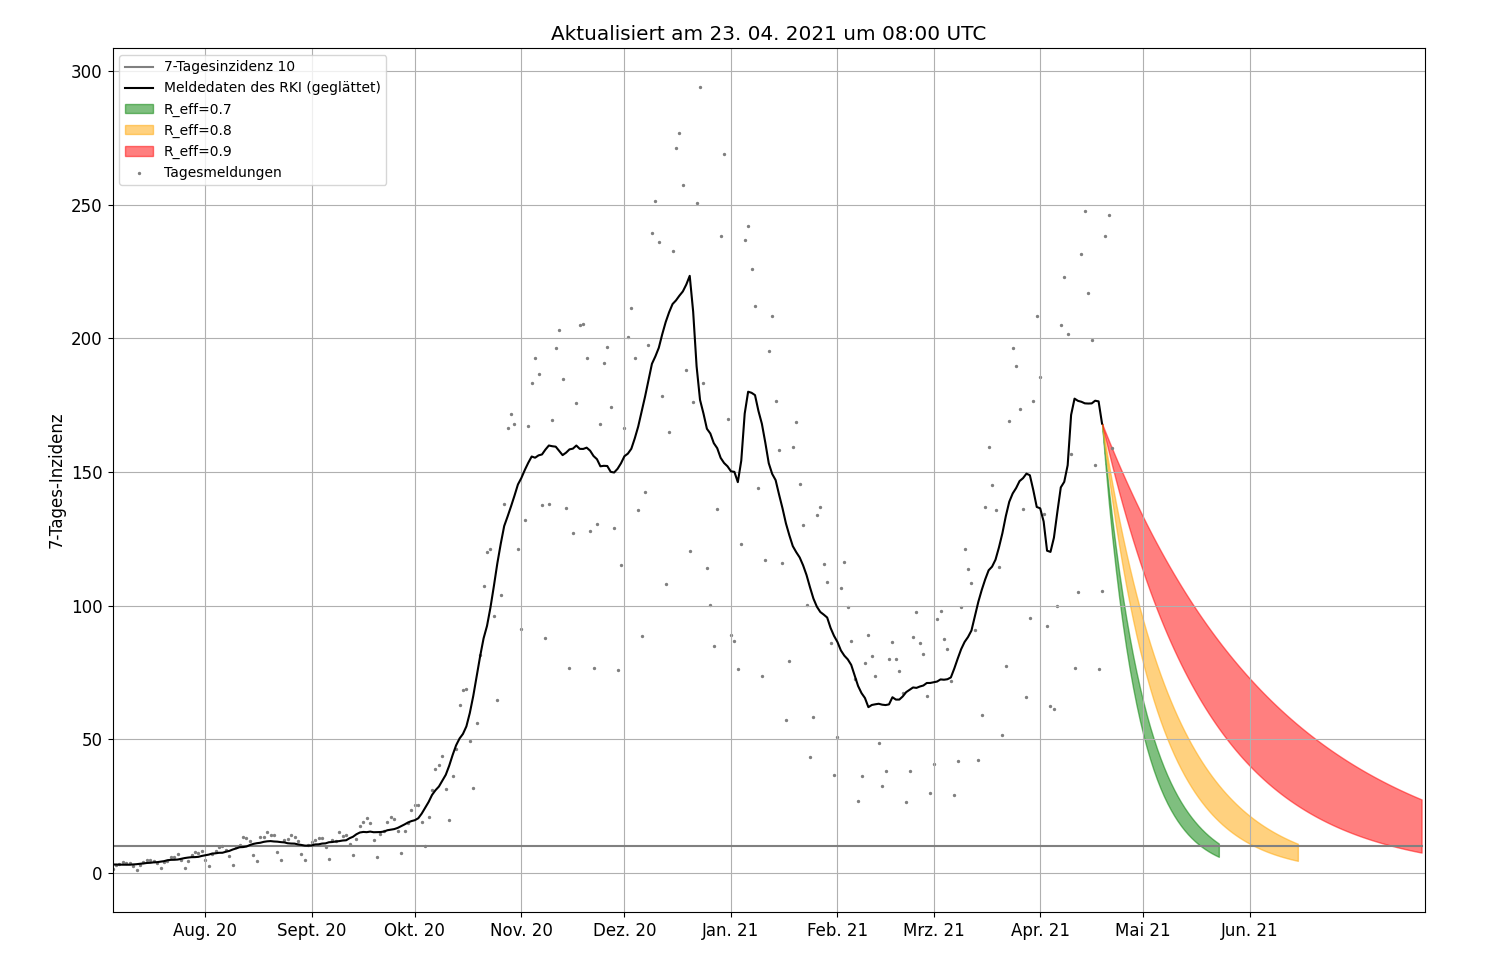 Aktualisiert am 23. 04. 2021 um 08:00 UTC
7-Tagesinzidenz 10
Meldedaten des RKI (geglättet)
R_eff=0.7
R_eff=0.8
R_eff=0.9
Tagesmeldungen
7-Tages-Inzidenz
300
250
200
150
100
50
0
Aug. 20
Sept. 20
Okt. 20
Nov. 20
Dez. 20
Jan. 21
Feb. 21
Mrz. 21
Apr. 21
Mai 21
Jun. 21